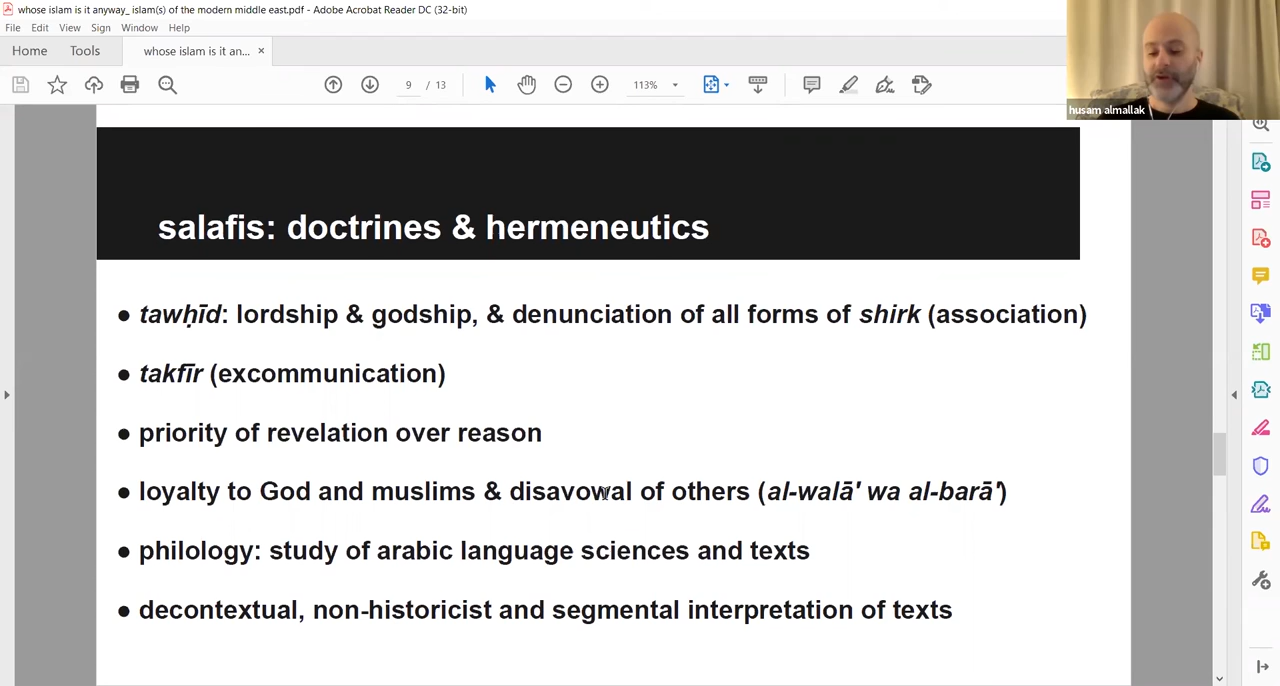 whose islam is it anyway_ islam(s) of the modern middle east.pdf - Adobe Acrobat Reader DC (32-bit)
File Edit View Sign Window Help
Home Tools whose islam is it an... ×
9 / 13 113%
husam almallak
salafis: doctrines & hermeneutics
● tawḥīd: lordship & godship, & denunciation of all forms of shirk (association)
● takfīr (excommunication)
● priority of revelation over reason
● loyalty to God and muslims & disavowal of others (al-walā' wa al-barā')
● philology: study of arabic language sciences and texts
● decontextual, non-historicist and segmental interpretation of texts